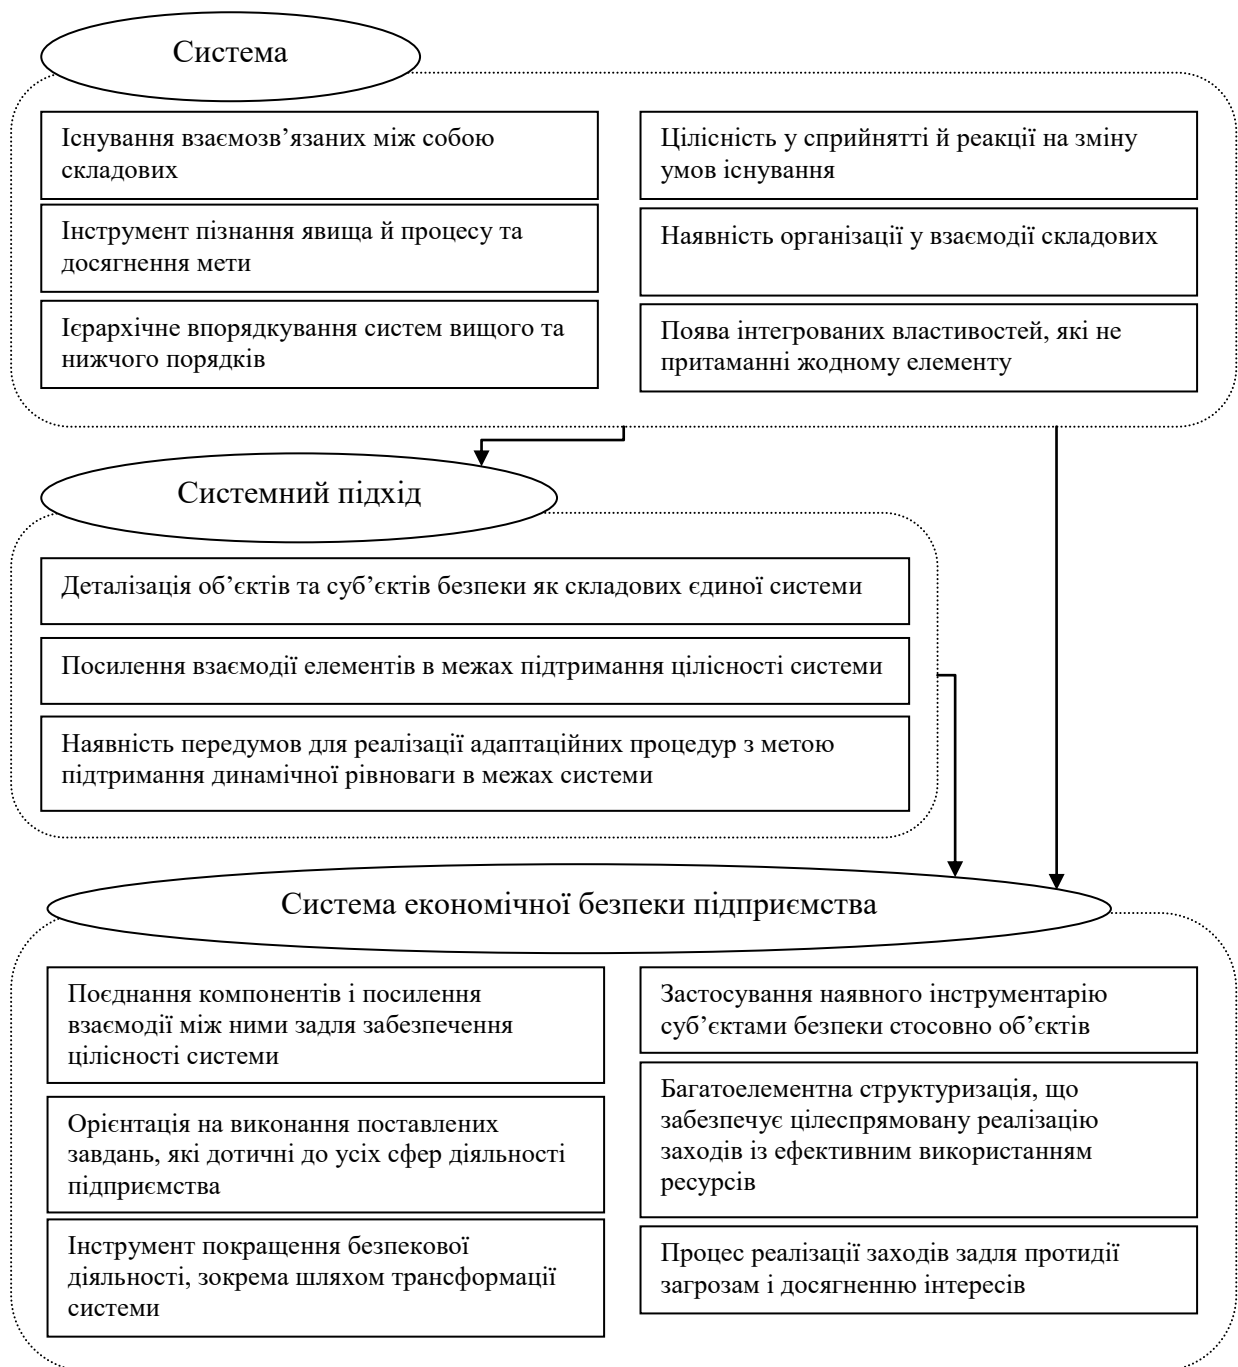 Система
Існування взаємозв’язаних між собою
складових
Інструмент пізнання явища й процесу та
досягнення мети
Ієрархічне впорядкування систем вищого та
нижчого порядків
Цілісність у сприйнятті й реакції на зміну
умов існування
Наявність організації у взаємодії складових
Поява інтегрованих властивостей, які не
притаманні жодному елементу
Системний підхід
Деталізація об’єктів та суб’єктів безпеки як складових єдиної системи
Посилення взаємодії елементів в межах підтримання цілісності системи
Наявність передумов для реалізації адаптаційних процедур з метою
підтримання динамічної рівноваги в межах системи
Система економічної безпеки підприємства
Поєднання компонентів і посилення
взаємодії між ними задля забезпечення
цілісності системи
Орієнтація на виконання поставлених
завдань, які дотичні до усіх сфер діяльності
підприємства
Інструмент покращення безпекової
діяльності, зокрема шляхом трансформації
системи
Застосування наявного інструментарію
суб’єктами безпеки стосовно об’єктів
Багатоелементна структуризація, що
забезпечує цілеспрямовану реалізацію
заходів із ефективним використанням
ресурсів
Процес реалізації заходів задля протидії
загрозам і досягненню інтересів